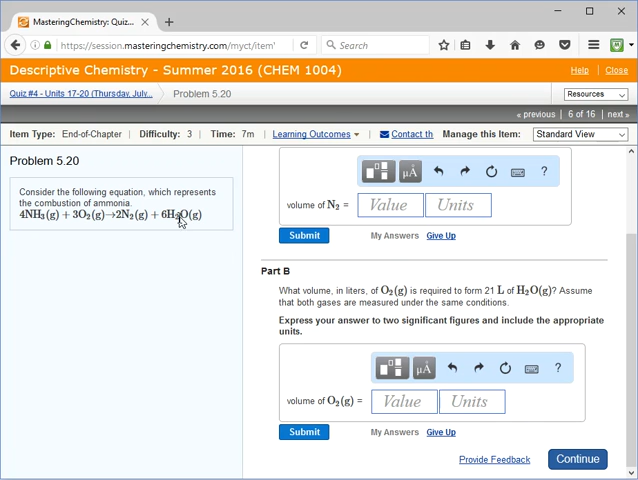 MasteringChemistry: Quiz...
https://session.masteringchemistry.com/myct/item'
Search
Descriptive Chemistry - Summer 2016 (CHEM 1004)
Help | Close
Quiz #4 - Units 17-20 (Thursday, July... Problem 5.20
Resources
« previous | 6 of 16 | next »
Item Type: End-of-Chapter | Difficulty: 3 | Time: 7m | Learning Outcomes Contact th Manage this item: Standard View
Problem 5.20
Consider the following equation, which represents
the combustion of ammonia.
4NH₃(g) + 3O₂(g)→2N₂(g) + 6H₂O(g)
μÅ ?
volume of N₂ = Value Units
Submit My Answers Give Up
Part B
What volume, in liters, of O₂(g) is required to form 21 L of H₂O(g)? Assume
that both gases are measured under the same conditions.
Express your answer to two significant figures and include the appropriate
units.
μÅ ?
volume of O₂(g) = Value Units
Submit My Answers Give Up
Provide Feedback Continue